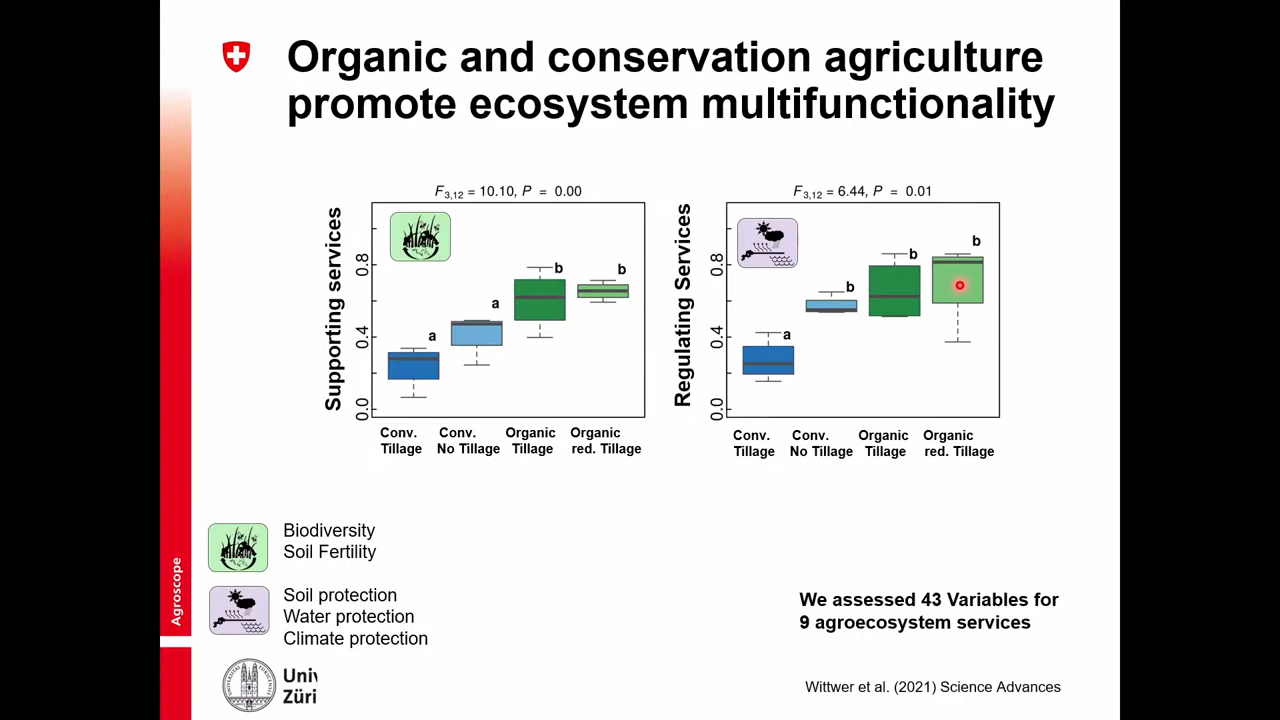 Organic and conservation agriculture
promote ecosystem multifunctionality
F3,12 = 10.10, P = 0.00
Supporting services
0.8
0.4
0.0
a
a
b
b
Conv. Tillage
Conv. No Tillage
Organic Tillage
Organic red. Tillage
F3,12 = 6.44, P = 0.01
Regulating Services
0.8
0.4
0.0
a
b
b
b
Conv. Tillage
Conv. No Tillage
Organic Tillage
Organic red. Tillage
Biodiversity
Soil Fertility
Soil protection
Water protection
Climate protection
We assessed 43 Variables for
9 agroecosystem services
Wittwer et al. (2021) Science Advances
Agroscope
Univ
Züri